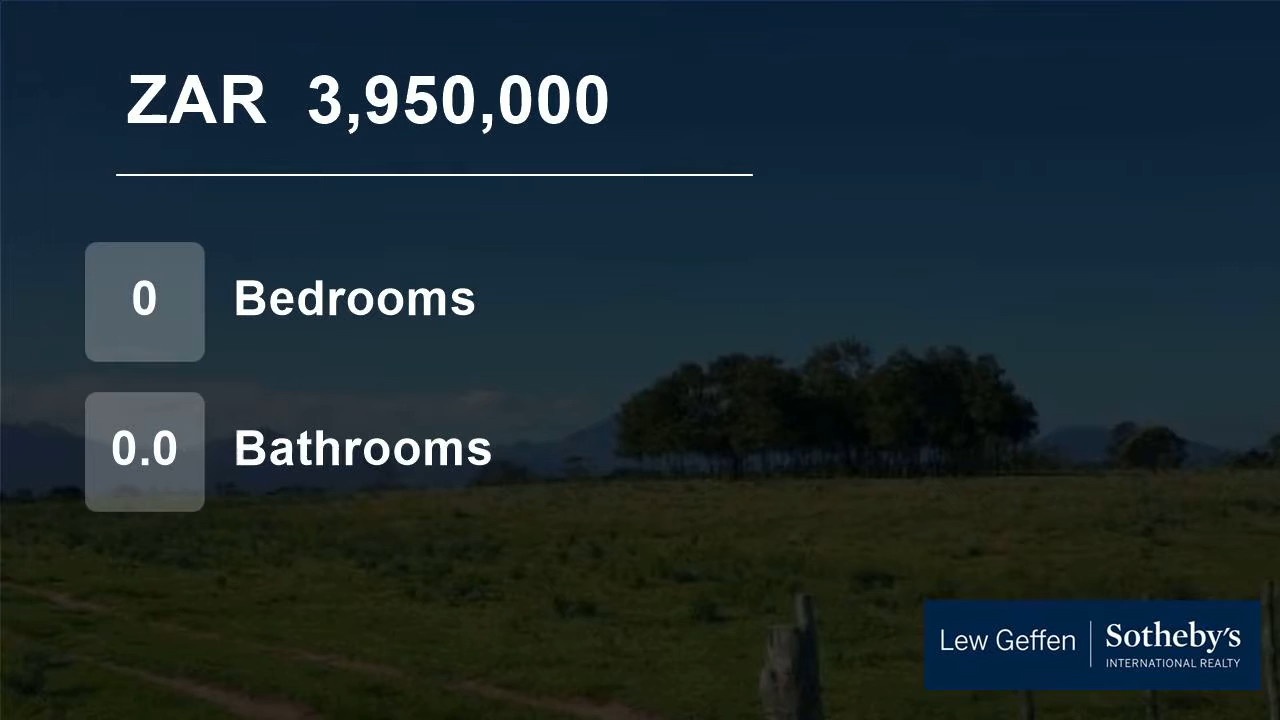 ZAR 3,950,000
0 Bedrooms
0.0 Bathrooms
Lew Geffen
Sotheby's
INTERNATIONAL REALTY